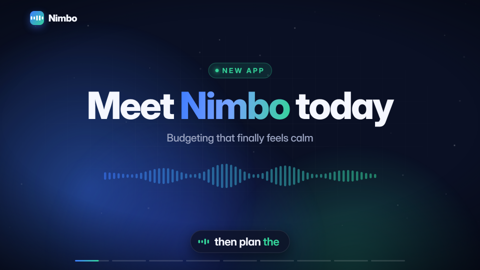 Nimbo
NEW APP
Meet Nimbo today
Budgeting that finally feels calm
then plan the